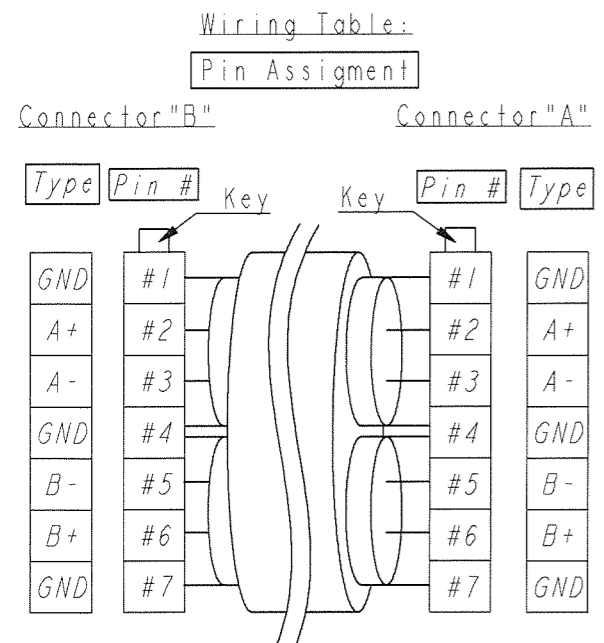 Wiring Table:
Pin Assigment
Connector"B" Connector"A"
Type Pin # Key Key Pin # Type
GND #1 #1 GND
A+ #2 #2 A+
A- #3 #3 A-
GND #4 #4 GND
B- #5 #5 B-
B+ #6 #6 B+
GND #7 #7 GND